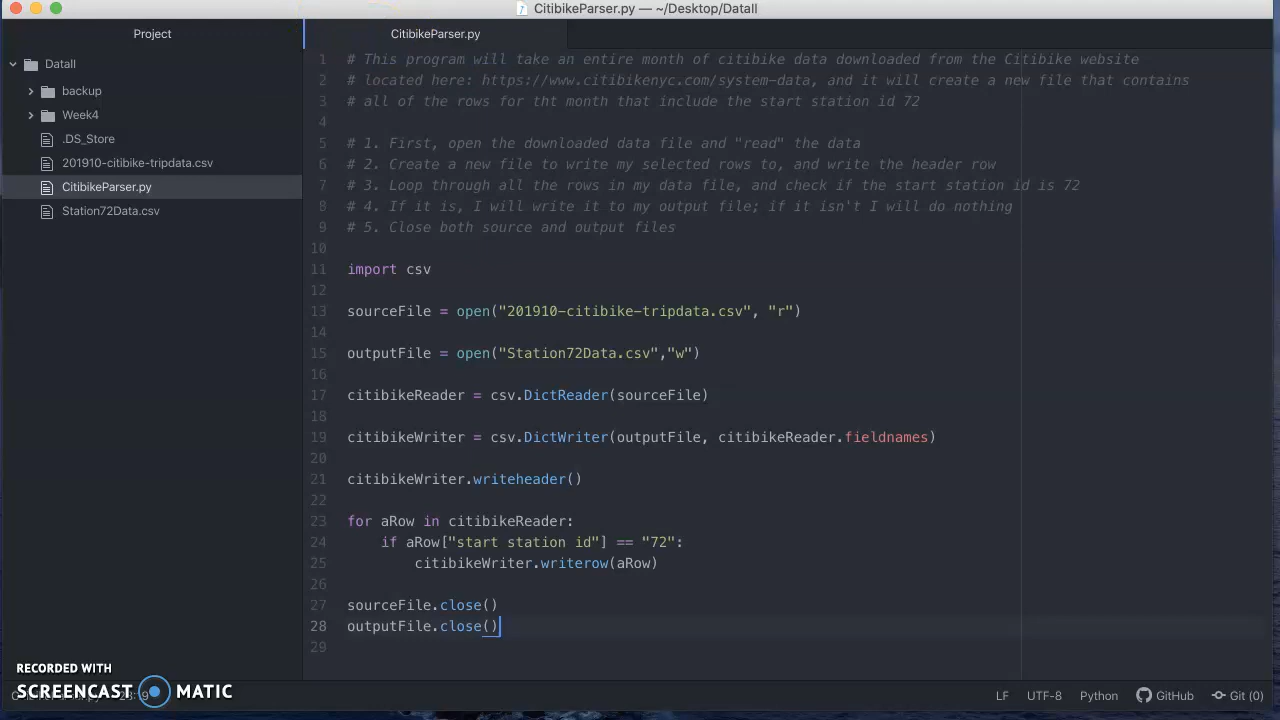 CitibikeParser.py — ~/Desktop/Datall
Project
CitibikeParser.py
Datall
backup
Week4
.DS_Store
201910-citibike-tripdata.csv
CitibikeParser.py
Station72Data.csv
1 # This program will take an entire month of citibike data downloaded from the Citibike website
2 # located here: https://www.citibikenyc.com/system-data, and it will create a new file that contains
3 # all of the rows for tht month that include the start station id 72
4
5 # 1. First, open the downloaded data file and "read" the data
6 # 2. Create a new file to write my selected rows to, and write the header row
7 # 3. Loop through all the rows in my data file, and check if the start station id is 72
8 # 4. If it is, I will write it to my output file; if it isn't I will do nothing
9 # 5. Close both source and output files
10
11 import csv
12
13 sourceFile = open("201910-citibike-tripdata.csv", "r")
14
15 outputFile = open("Station72Data.csv","w")
16
17 citibikeReader = csv.DictReader(sourceFile)
18
19 citibikeWriter = csv.DictWriter(outputFile, citibikeReader.fieldnames)
20
21 citibikeWriter.writeheader()
22
23 for aRow in citibikeReader:
24     if aRow["start station id"] == "72":
25         citibikeWriter.writerow(aRow)
26
27 sourceFile.close()
28 outputFile.close()
29
RECORDED WITH
SCREENCAST MATIC
LF UTF-8 Python GitHub Git (0)